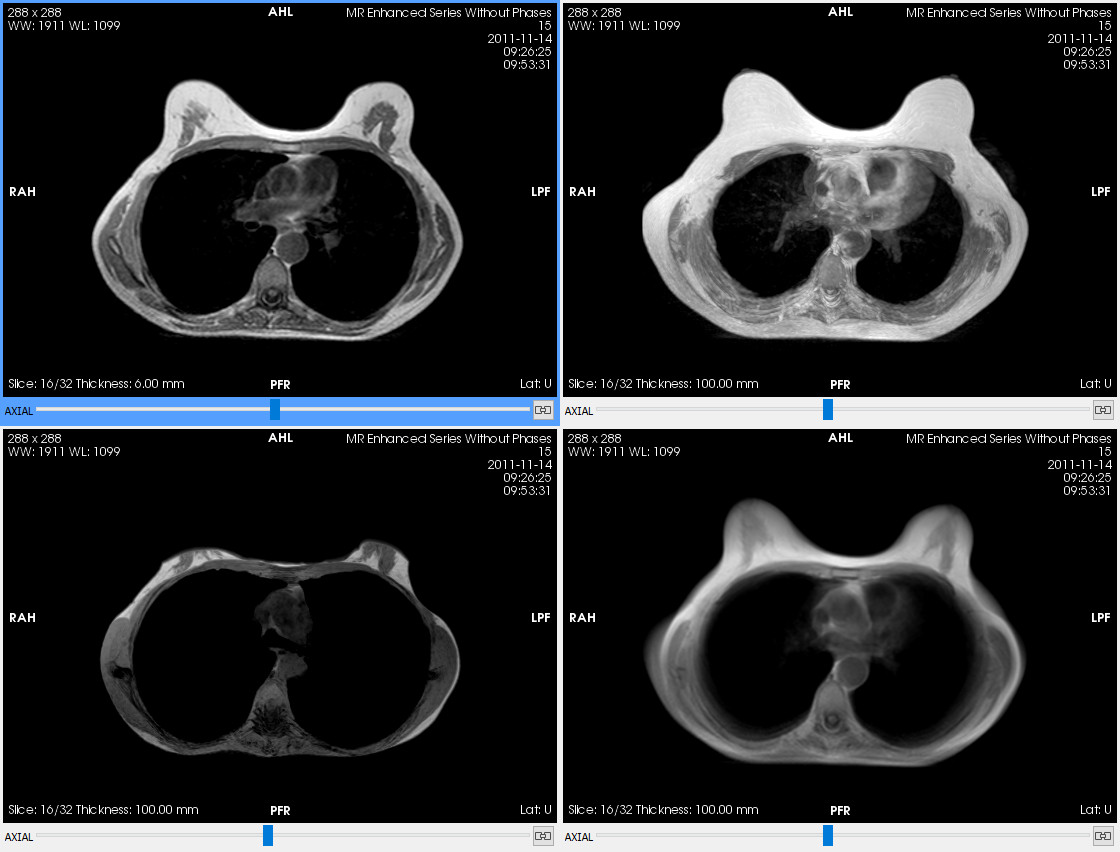 288 x 288
WW: 1911 WL: 1099
AHL
MR Enhanced Series Without Phases
15
2011-11-14
09:26:25
09:53:31
RAH
LPF
Slice: 16/32 Thickness: 6.00 mm
PFR
Lat: U
AXIAL
288 x 288
WW: 1911 WL: 1099
AHL
MR Enhanced Series Without Phases
15
2011-11-14
09:26:25
09:53:31
RAH
LPF
Slice: 16/32 Thickness: 100.00 mm
PFR
Lat: U
AXIAL
288 x 288
WW: 1911 WL: 1099
AHL
MR Enhanced Series Without Phases
15
2011-11-14
09:26:25
09:53:31
RAH
LPF
Slice: 16/32 Thickness: 100.00 mm
PFR
Lat: U
AXIAL
288 x 288
WW: 1911 WL: 1099
AHL
MR Enhanced Series Without Phases
15
2011-11-14
09:26:25
09:53:31
RAH
LPF
Slice: 16/32 Thickness: 100.00 mm
PFR
Lat: U
AXIAL